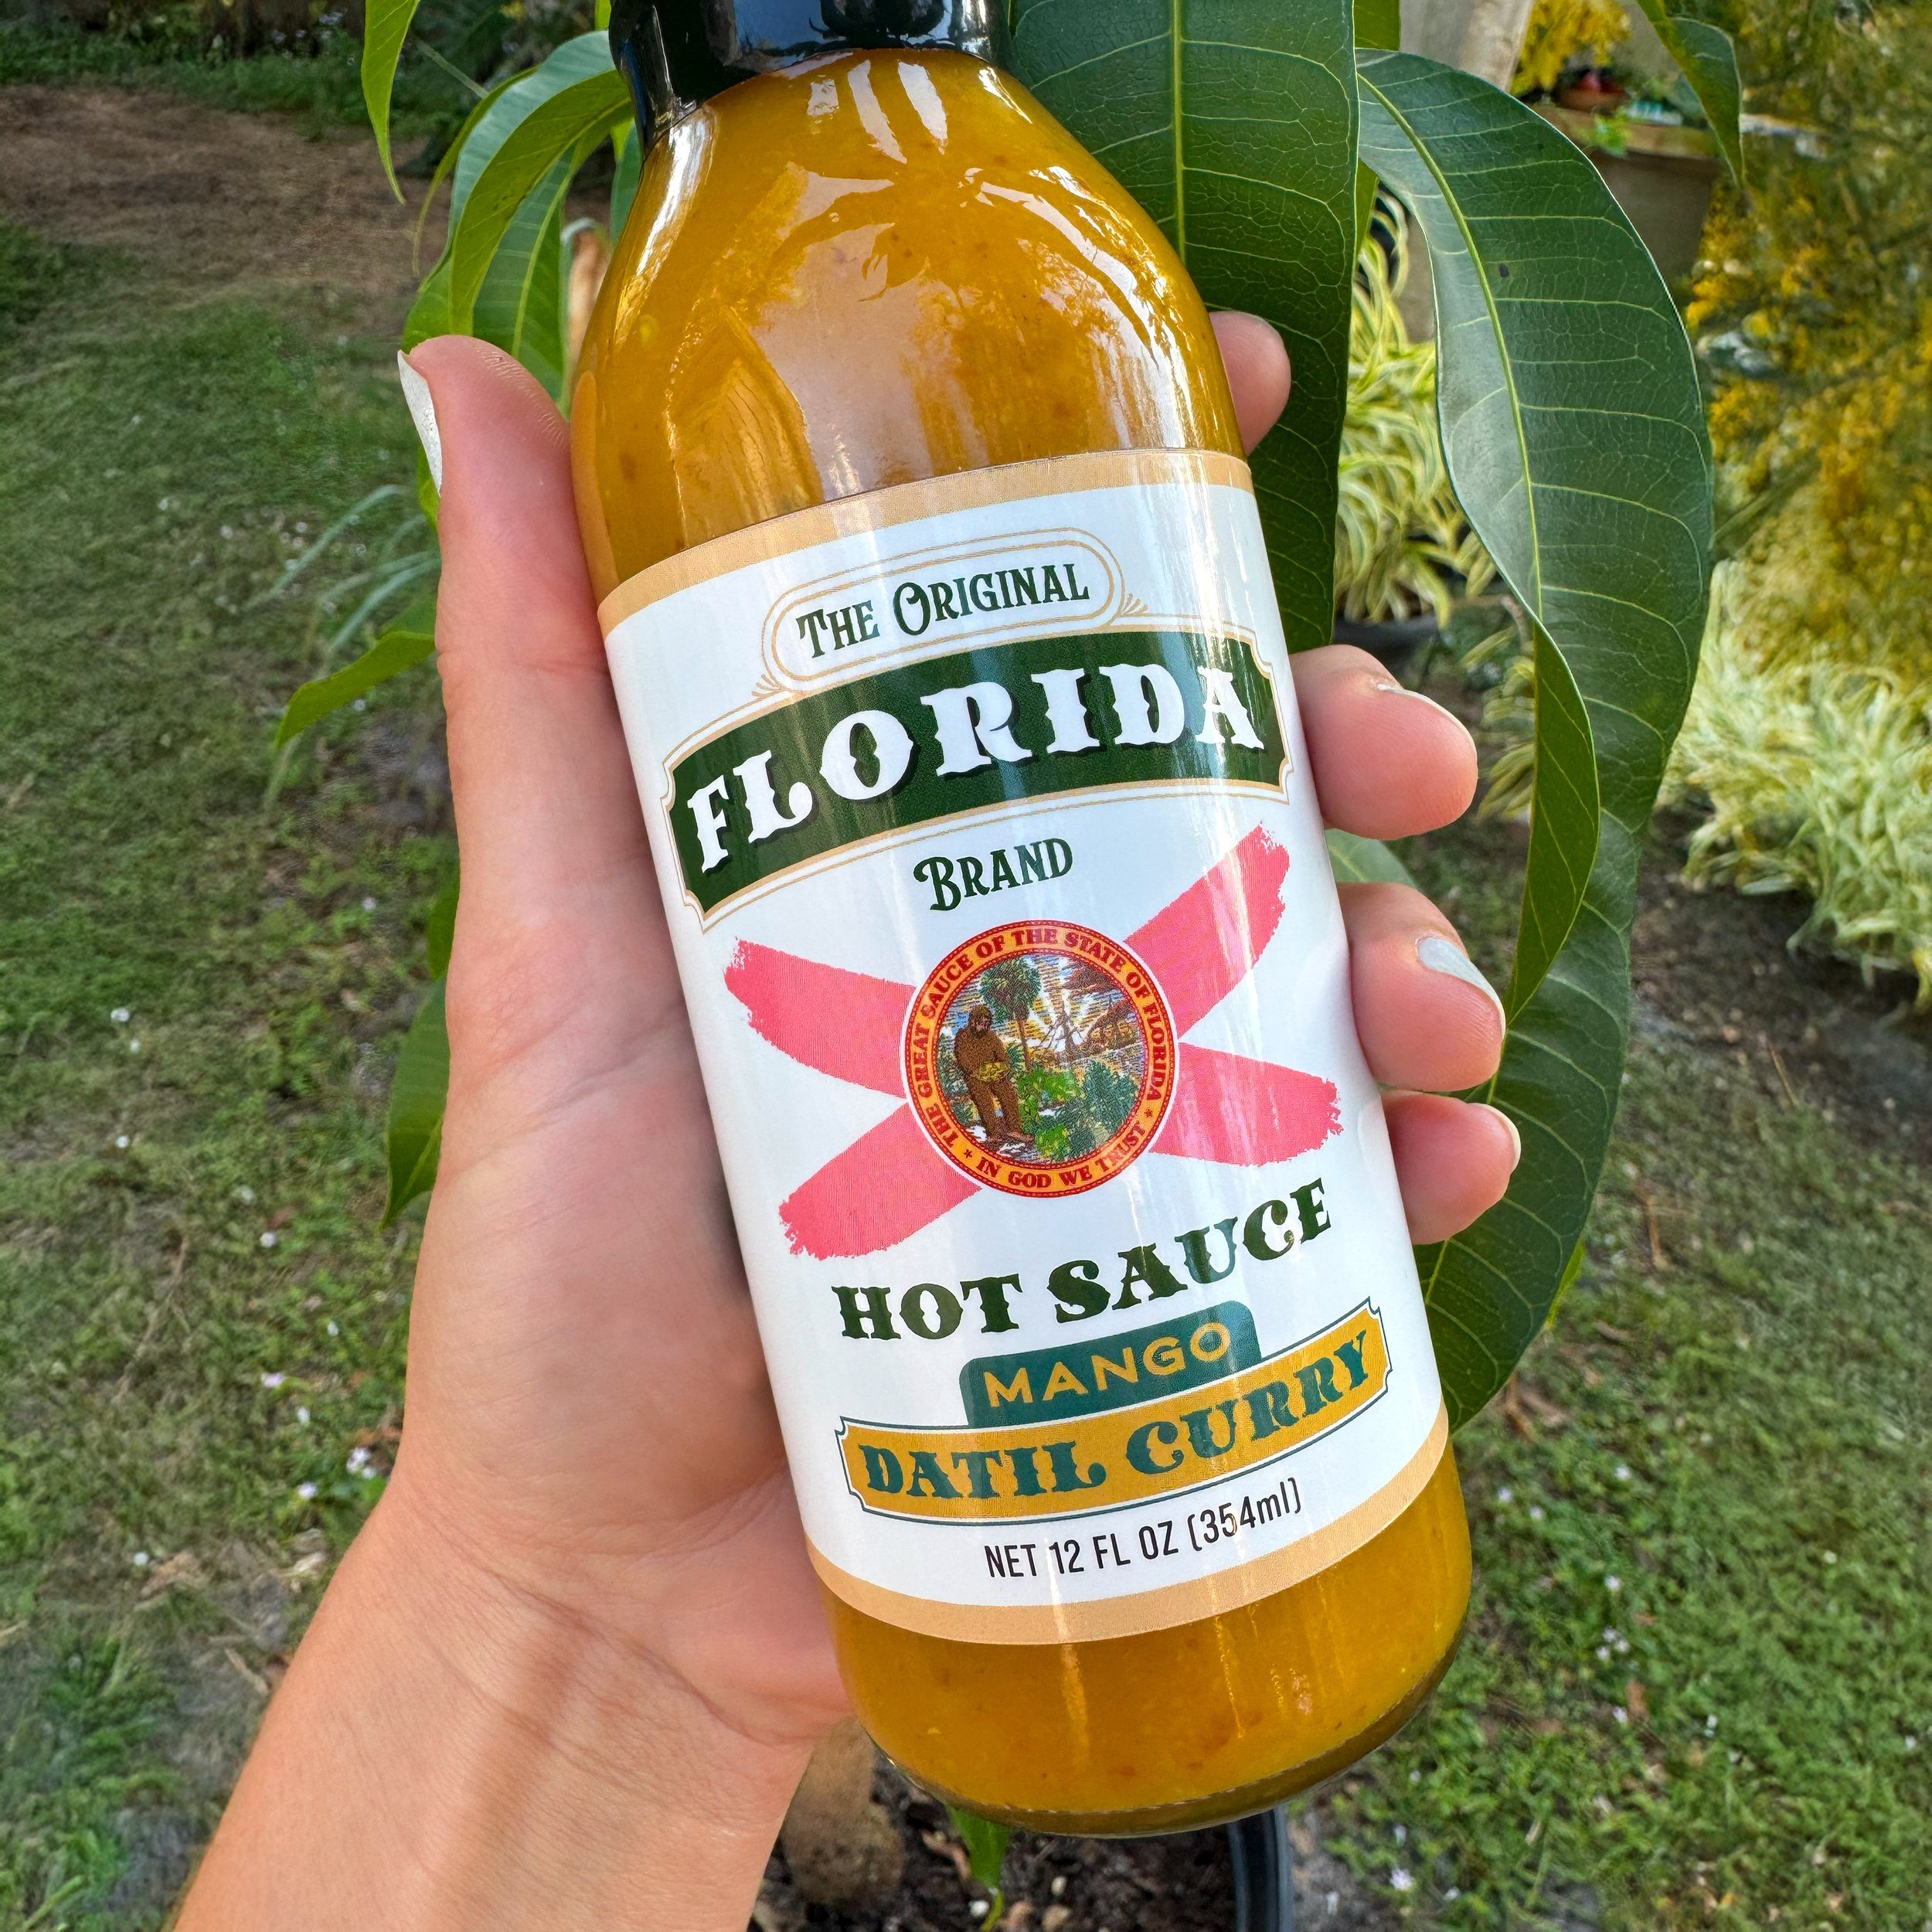 THE ORIGINAL
FLORIDA
BRAND
THE GREAT SAUCE OF THE STATE OF FLORIDA
* IN GOD WE TRUST *
HOT SAUCE
MANGO
DATIL CURRY
NET 12 FL OZ (354ml)